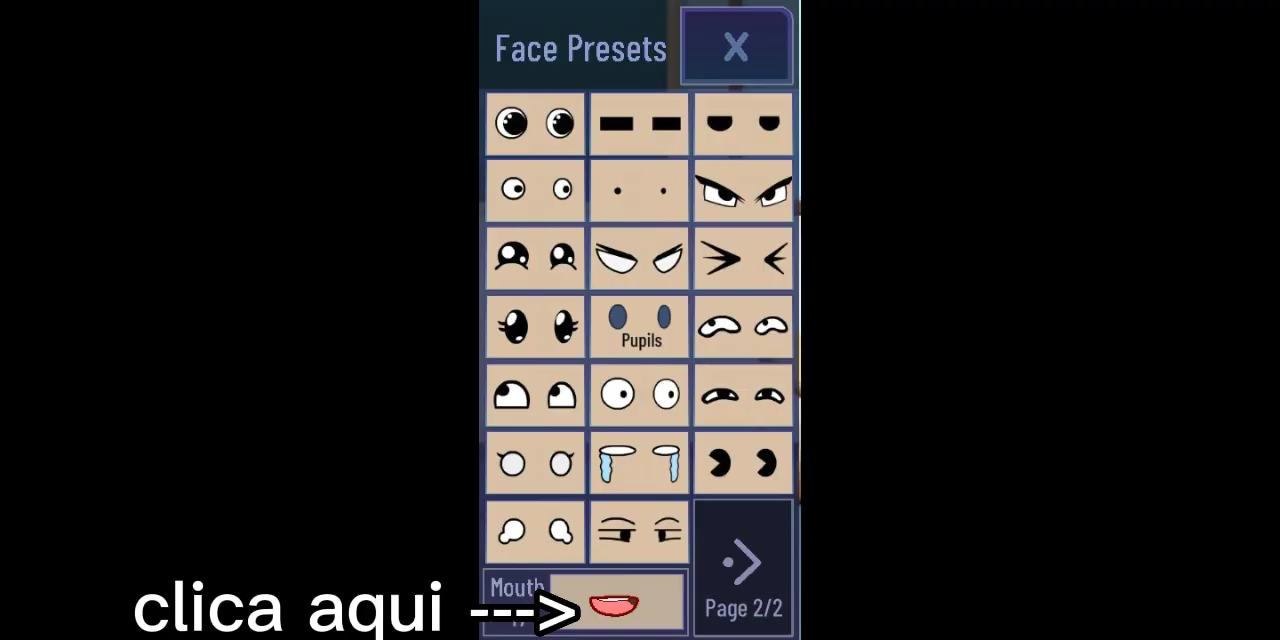 Face Presets
X
Pupils
Mouth
clica aqui --->
Page 2/2